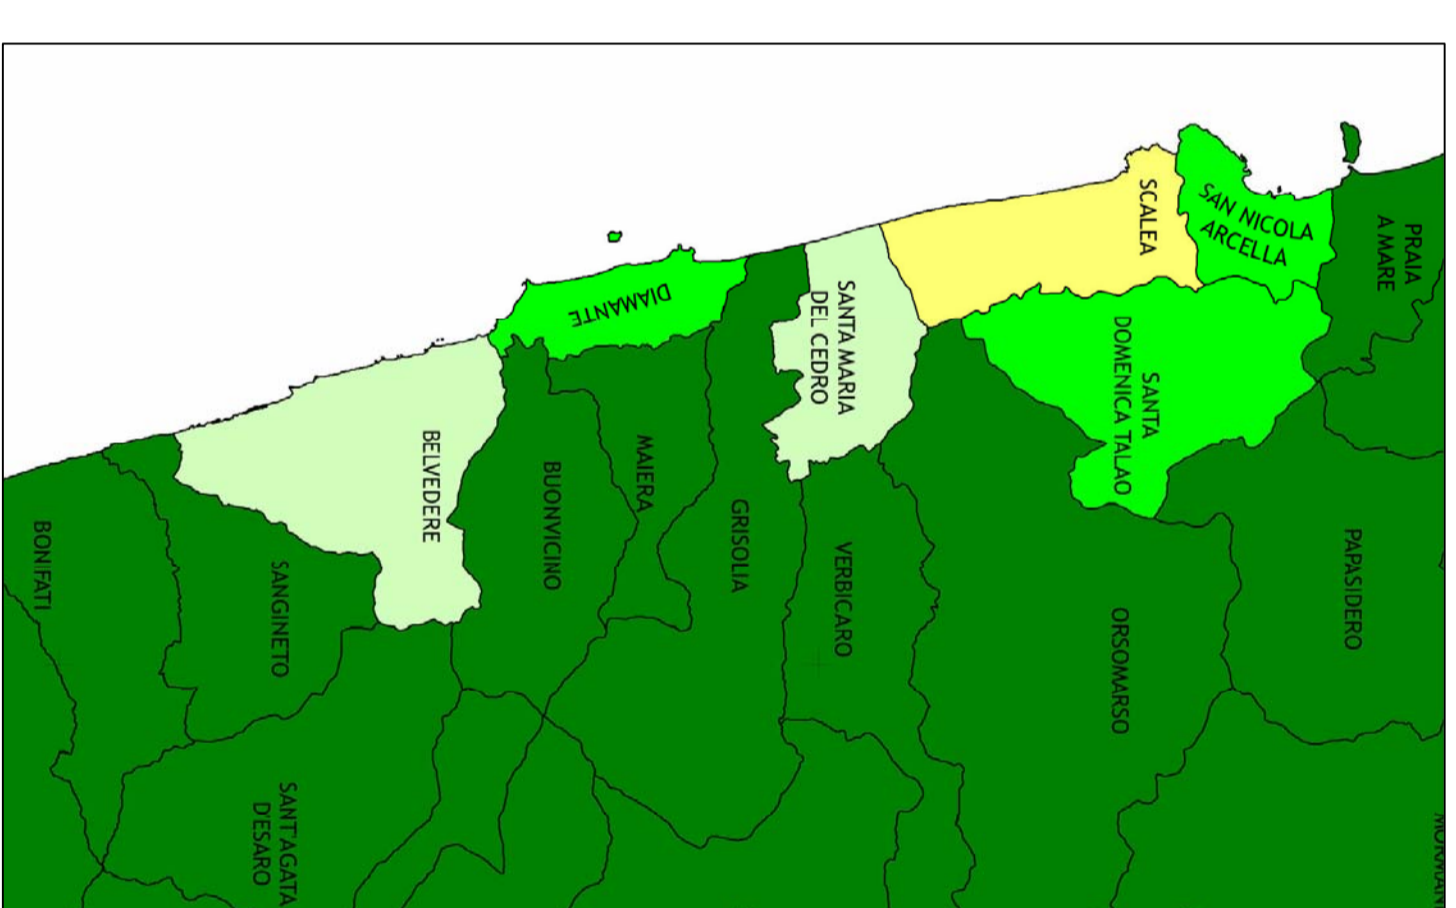 PRAIA
A MARE
SAN NICOLA
ARCELLA
SCALEA
SANTA
DOMENICA TALAO
SANTA MARIA
DEL CEDRO
DIAMANTE
BELVEDERE
BUONVICINO
MAIERA
GRISOLIA
VERBICARO
ORSOMARSO
PAPASIDERO
BONIFATI
SANGINETO
SANT'AGATA
D'ESARO